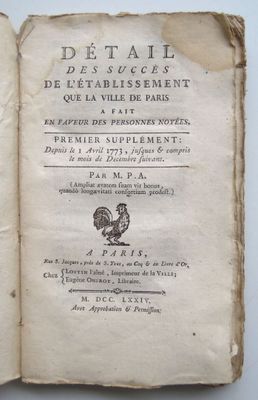 DÉTAIL
DES SUCCÈS
DE L'ÉTABLISSEMENT
QUE LA VILLE DE PARIS
A FAIT
EN FAVEUR DES PERSONNES NOYÉES.
PREMIER SUPPLÉMENT:
Depuis le 1 Avril 1773, jusques & compris
le mois de Décembre suivant.
PAR M. P. A.
(Ampliat ætatem suam vir bonus,
quandò longævitati consortium prodest.)
A PARIS,
Rue S. Jacques, près de S. Yves, au Coq & au Livre d'Or,
Chez
LOTTIN l'aîné, Imprimeur de la VILLE;
Eugène ONFROY, Libraire.
M. DCC. LXXIV.
Avec Approbation & Permission.